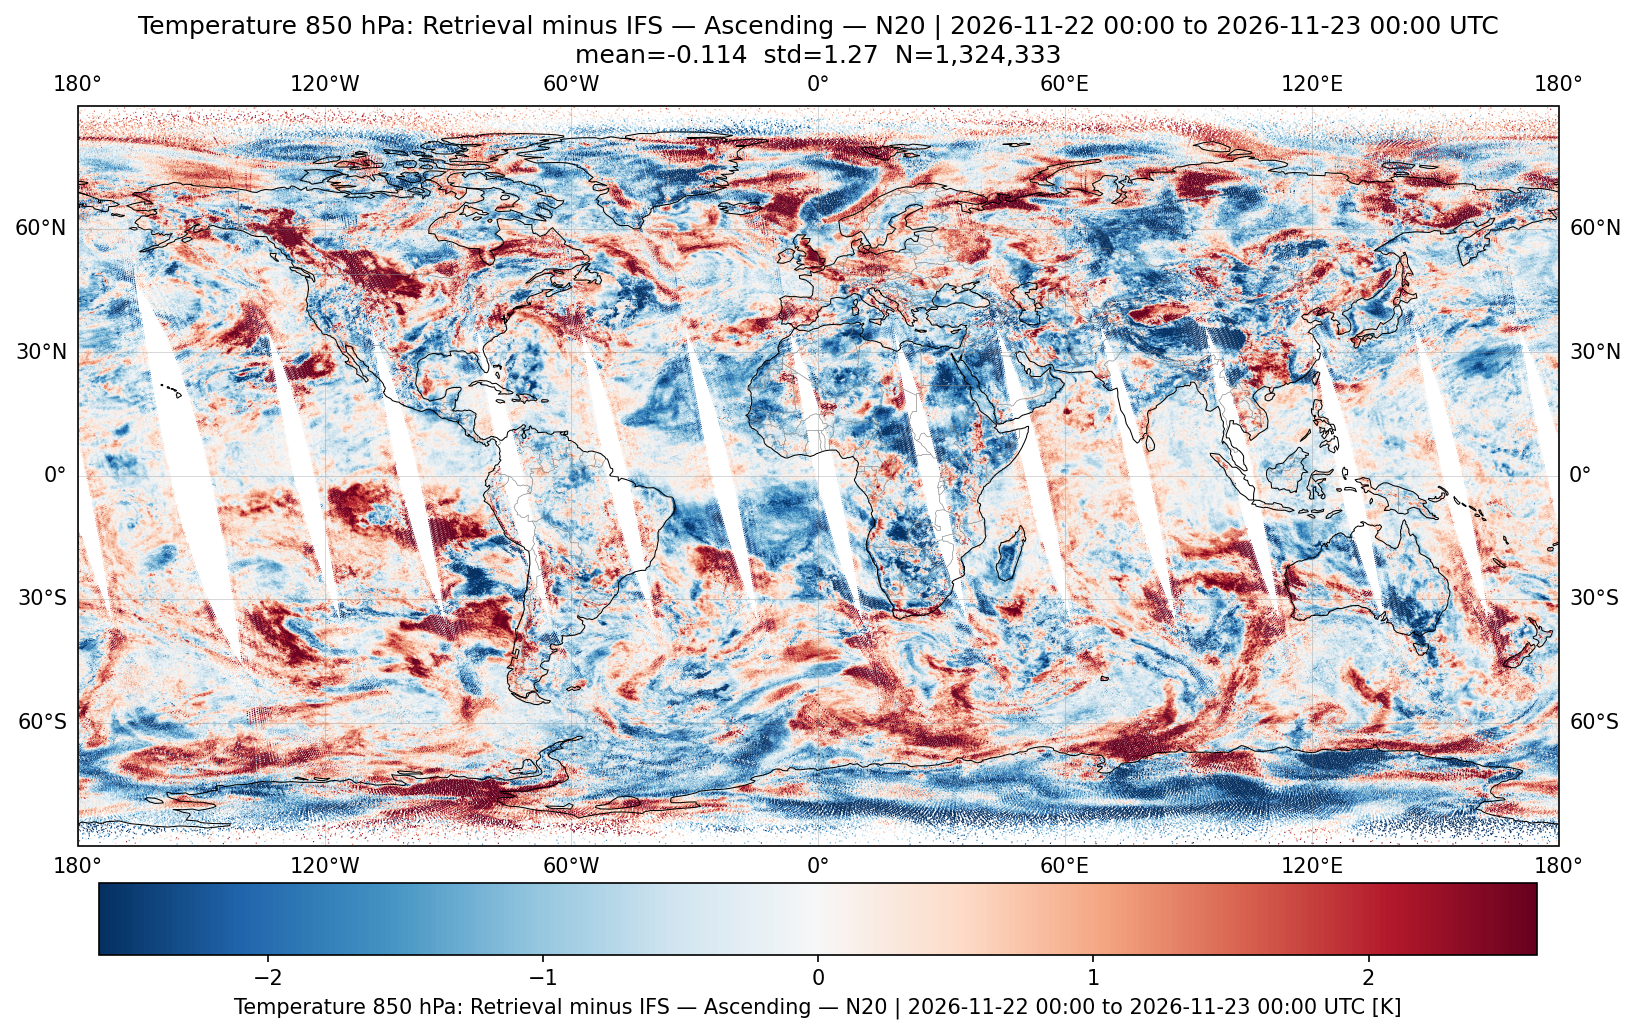 Temperature 850 hPa: Retrieval minus IFS — Ascending — N20 | 2026-11-22 00:00 to 2026-11-23 00:00 UTC
mean=-0.114  std=1.27  N=1,324,333
180° 120°W 60°W 0° 60°E 120°E 180°
60°N 60°N
30°N 30°N
0° 0°
30°S 30°S
60°S 60°S
180° 120°W 60°W 0° 60°E 120°E 180°
−2 −1 0 1 2
Temperature 850 hPa: Retrieval minus IFS — Ascending — N20 | 2026-11-22 00:00 to 2026-11-23 00:00 UTC [K]